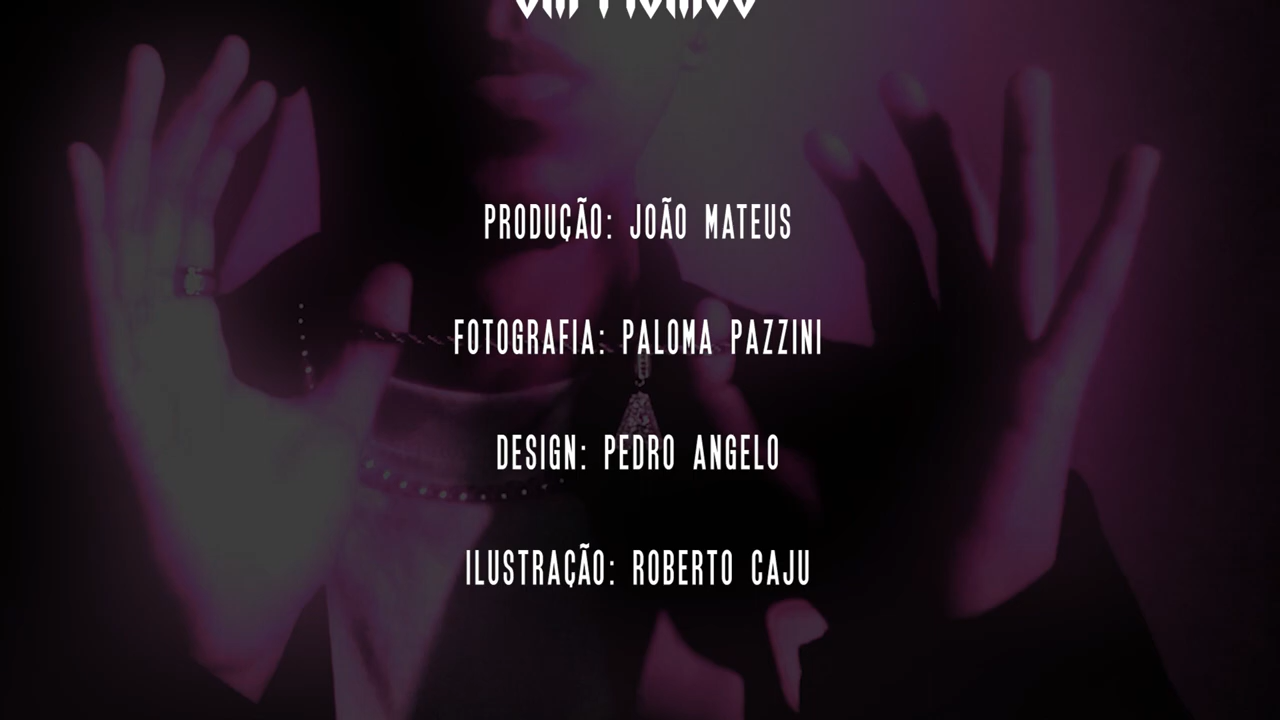 PRODUÇÃO: JOÃO MATEUS
FOTOGRAFIA: PALOMA PAZZINI
DESIGN: PEDRO ANGELO
ILUSTRAÇÃO: ROBERTO CAJU